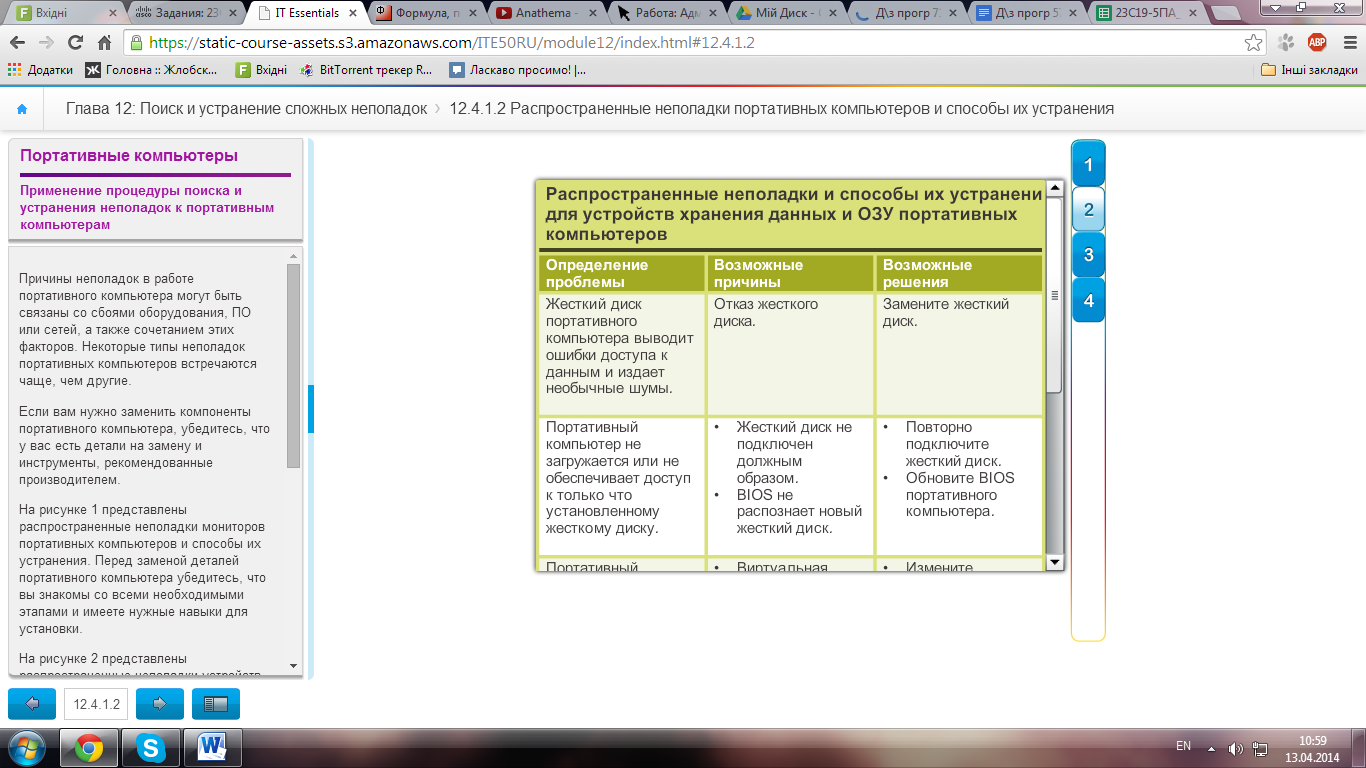 Вхідні
Задания: 23
IT Essentials
Формула, п
Anathema -
Работа: Адм
Мій Диск - 
Д\з прогр 7
Д\з прогр 5
23С19-5ПА_
https://static-course-assets.s3.amazonaws.com/ITE50RU/module12/index.html#12.4.1.2
Додатки
Головна :: Жлобск...
Вхідні
BitTorrent трекер R...
Ласкаво просимо! |...
Інші закладки
Глава 12: Поиск и устранение сложных неполадок
12.4.1.2 Распространенные неполадки портативных компьютеров и способы их устранения
Портативные компьютеры
Применение процедуры поиска и
устранения неполадок к портативным
компьютерам
Причины неполадок в работе
портативного компьютера могут быть
связаны со сбоями оборудования, ПО
или сетей, а также сочетанием этих
факторов. Некоторые типы неполадок
портативных компьютеров встречаются
чаще, чем другие.
Если вам нужно заменить компоненты
портативного компьютера, убедитесь, что
у вас есть детали на замену и
инструменты, рекомендованные
производителем.
На рисунке 1 представлены
распространенные неполадки мониторов
портативных компьютеров и способы их
устранения. Перед заменой деталей
портативного компьютера убедитесь, что
вы знакомы со всеми необходимыми
этапами и имеете нужные навыки для
установки.
На рисунке 2 представлены
распространенные неполадки устройств
12.4.1.2
Распространенные неполадки и способы их устранени
для устройств хранения данных и ОЗУ портативных
компьютеров
Определение
проблемы
Возможные
причины
Возможные
решения
Жесткий диск
портативного
компьютера выводит
ошибки доступа к
данным и издает
необычные шумы.
Отказ жесткого
диска.
Замените жесткий
диск.
Портативный
компьютер не
загружается или не
обеспечивает доступ
к только что
установленному
жесткому диску.
• Жесткий диск не
подключен
должным
образом.
• BIOS не
распознает новый
жесткий диск.
• Повторно
подключите
жесткий диск.
• Обновите BIOS
портативного
компьютера.
Портативный
• Виртуальная
• Измените
1
2
3
4
EN
10:59
13.04.2014